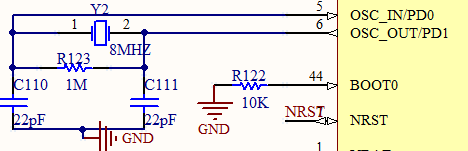 Y2
5
OSC_IN/PD0
1
2
6
OSC_OUT/PD1
8MHZ
R123
1M
C110
C111
R122
44
BOOT0
10K
22pF
22pF
GND
GND
NRST
7
NRST
1